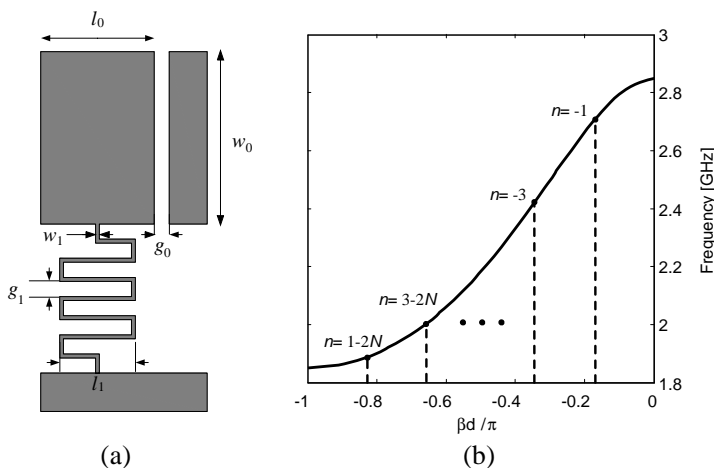 l₀
w₀
w₁
g₀
g₁
l₁
(a)
3
2.8
2.6
2.4
2.2
2
1.8
Frequency [GHz]
n= -1
n= -3
n= 3-2N
n= 1-2N
-1
-0.8
-0.6
-0.4
-0.2
0
βd /π
(b)